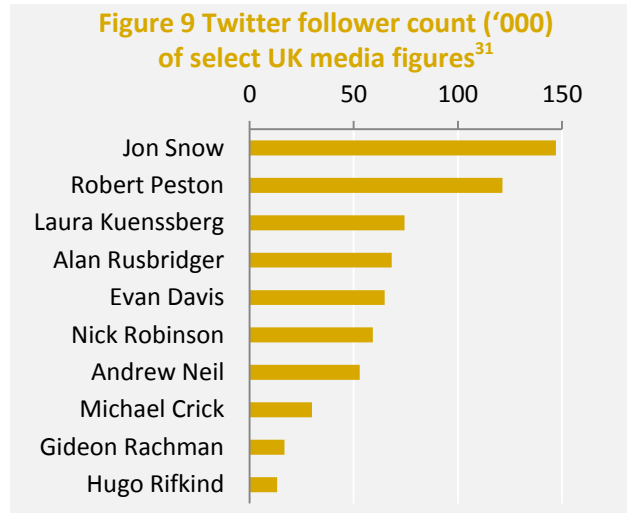 Figure 9 Twitter follower count (‘000)
of select UK media figures31
0 50 100 150
Jon Snow
Robert Peston
Laura Kuenssberg
Alan Rusbridger
Evan Davis
Nick Robinson
Andrew Neil
Michael Crick
Gideon Rachman
Hugo Rifkind